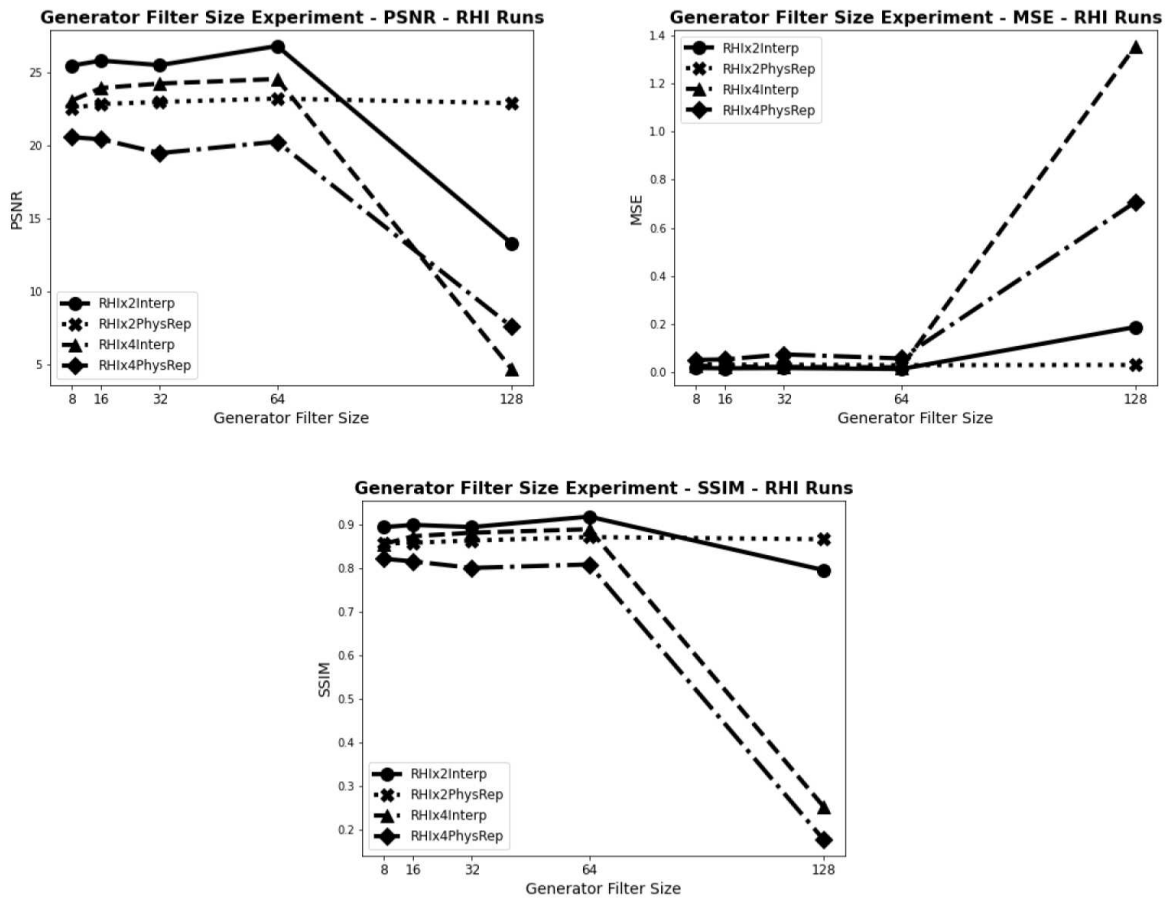 Generator Filter Size Experiment - PSNR - RHI Runs
PSNR
25
20
15
10
5
RHIx2Interp
RHIx2PhysRep
RHIx4Interp
RHIx4PhysRep
8 16 32 64 128
Generator Filter Size
Generator Filter Size Experiment - MSE - RHI Runs
MSE
1.4
1.2
1.0
0.8
0.6
0.4
0.2
0.0
RHIx2Interp
RHIx2PhysRep
RHIx4Interp
RHIx4PhysRep
8 16 32 64 128
Generator Filter Size
Generator Filter Size Experiment - SSIM - RHI Runs
SSIM
0.9
0.8
0.7
0.6
0.5
0.4
0.3
0.2
RHIx2Interp
RHIx2PhysRep
RHIx4Interp
RHIx4PhysRep
8 16 32 64 128
Generator Filter Size